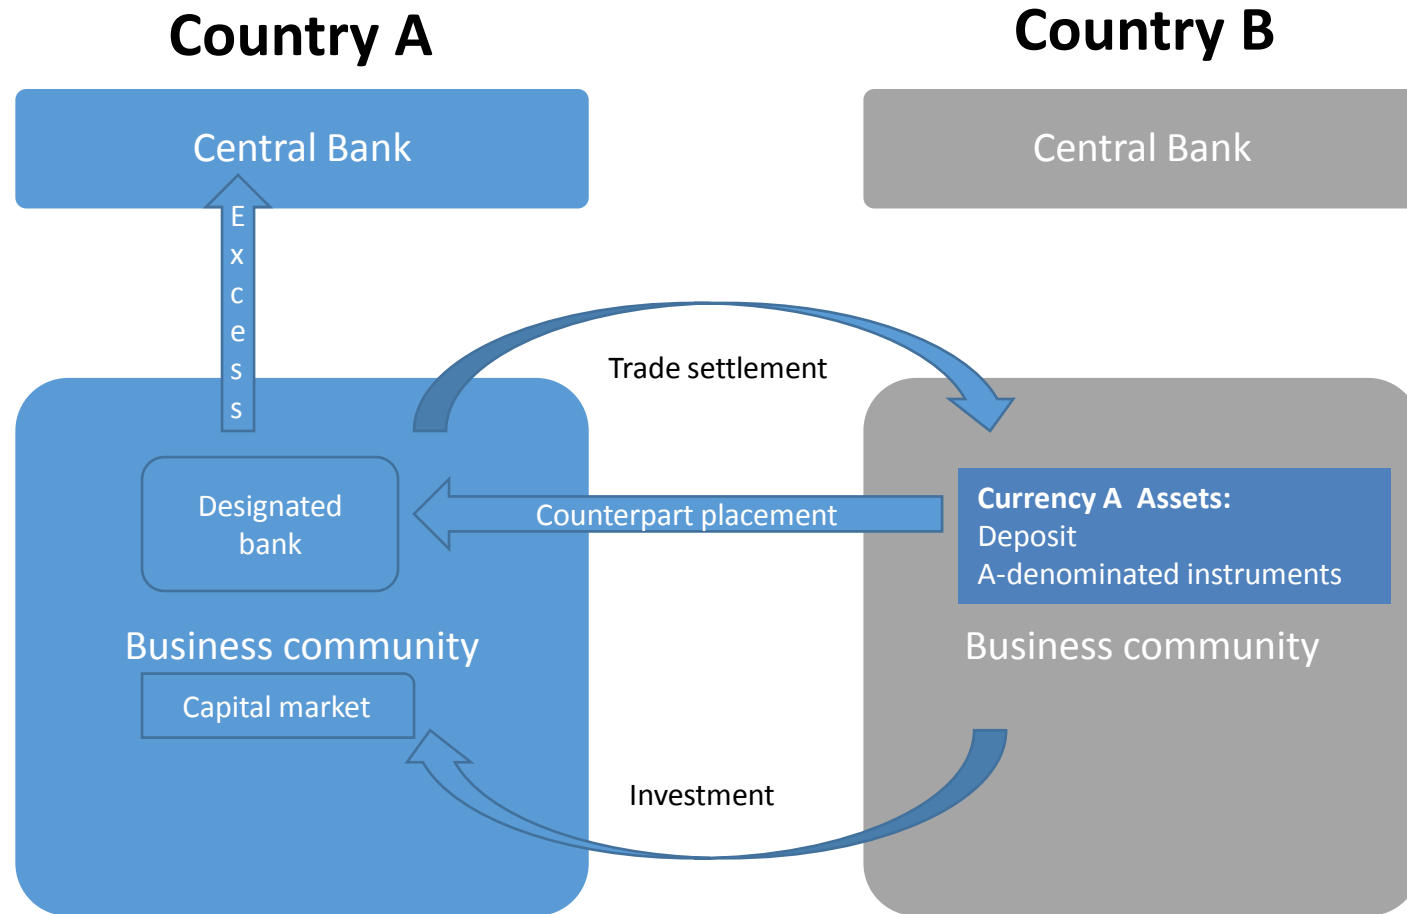 Country A
Country B
Central Bank
Central Bank
Excess
Trade settlement
Designated
bank
Counterpart placement
Currency A Assets:
Deposit
A-denominated instruments
Business community
Business community
Capital market
Investment